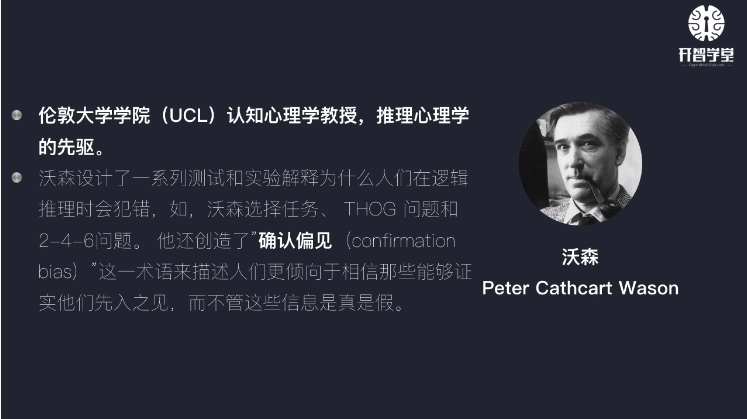 开智学堂
伦敦大学学院（UCL）认知心理学教授，推理心理学
的先驱。
沃森设计了一系列测试和实验解释为什么人们在逻辑
推理时会犯错，如，沃森选择任务、 THOG 问题和
2-4-6问题。 他还创造了”确认偏见（confirmation
bias）”这一术语来描述人们更倾向于相信那些能够证
实他们先入之见，而不管这些信息是真是假。
沃森
Peter Cathcart Wason